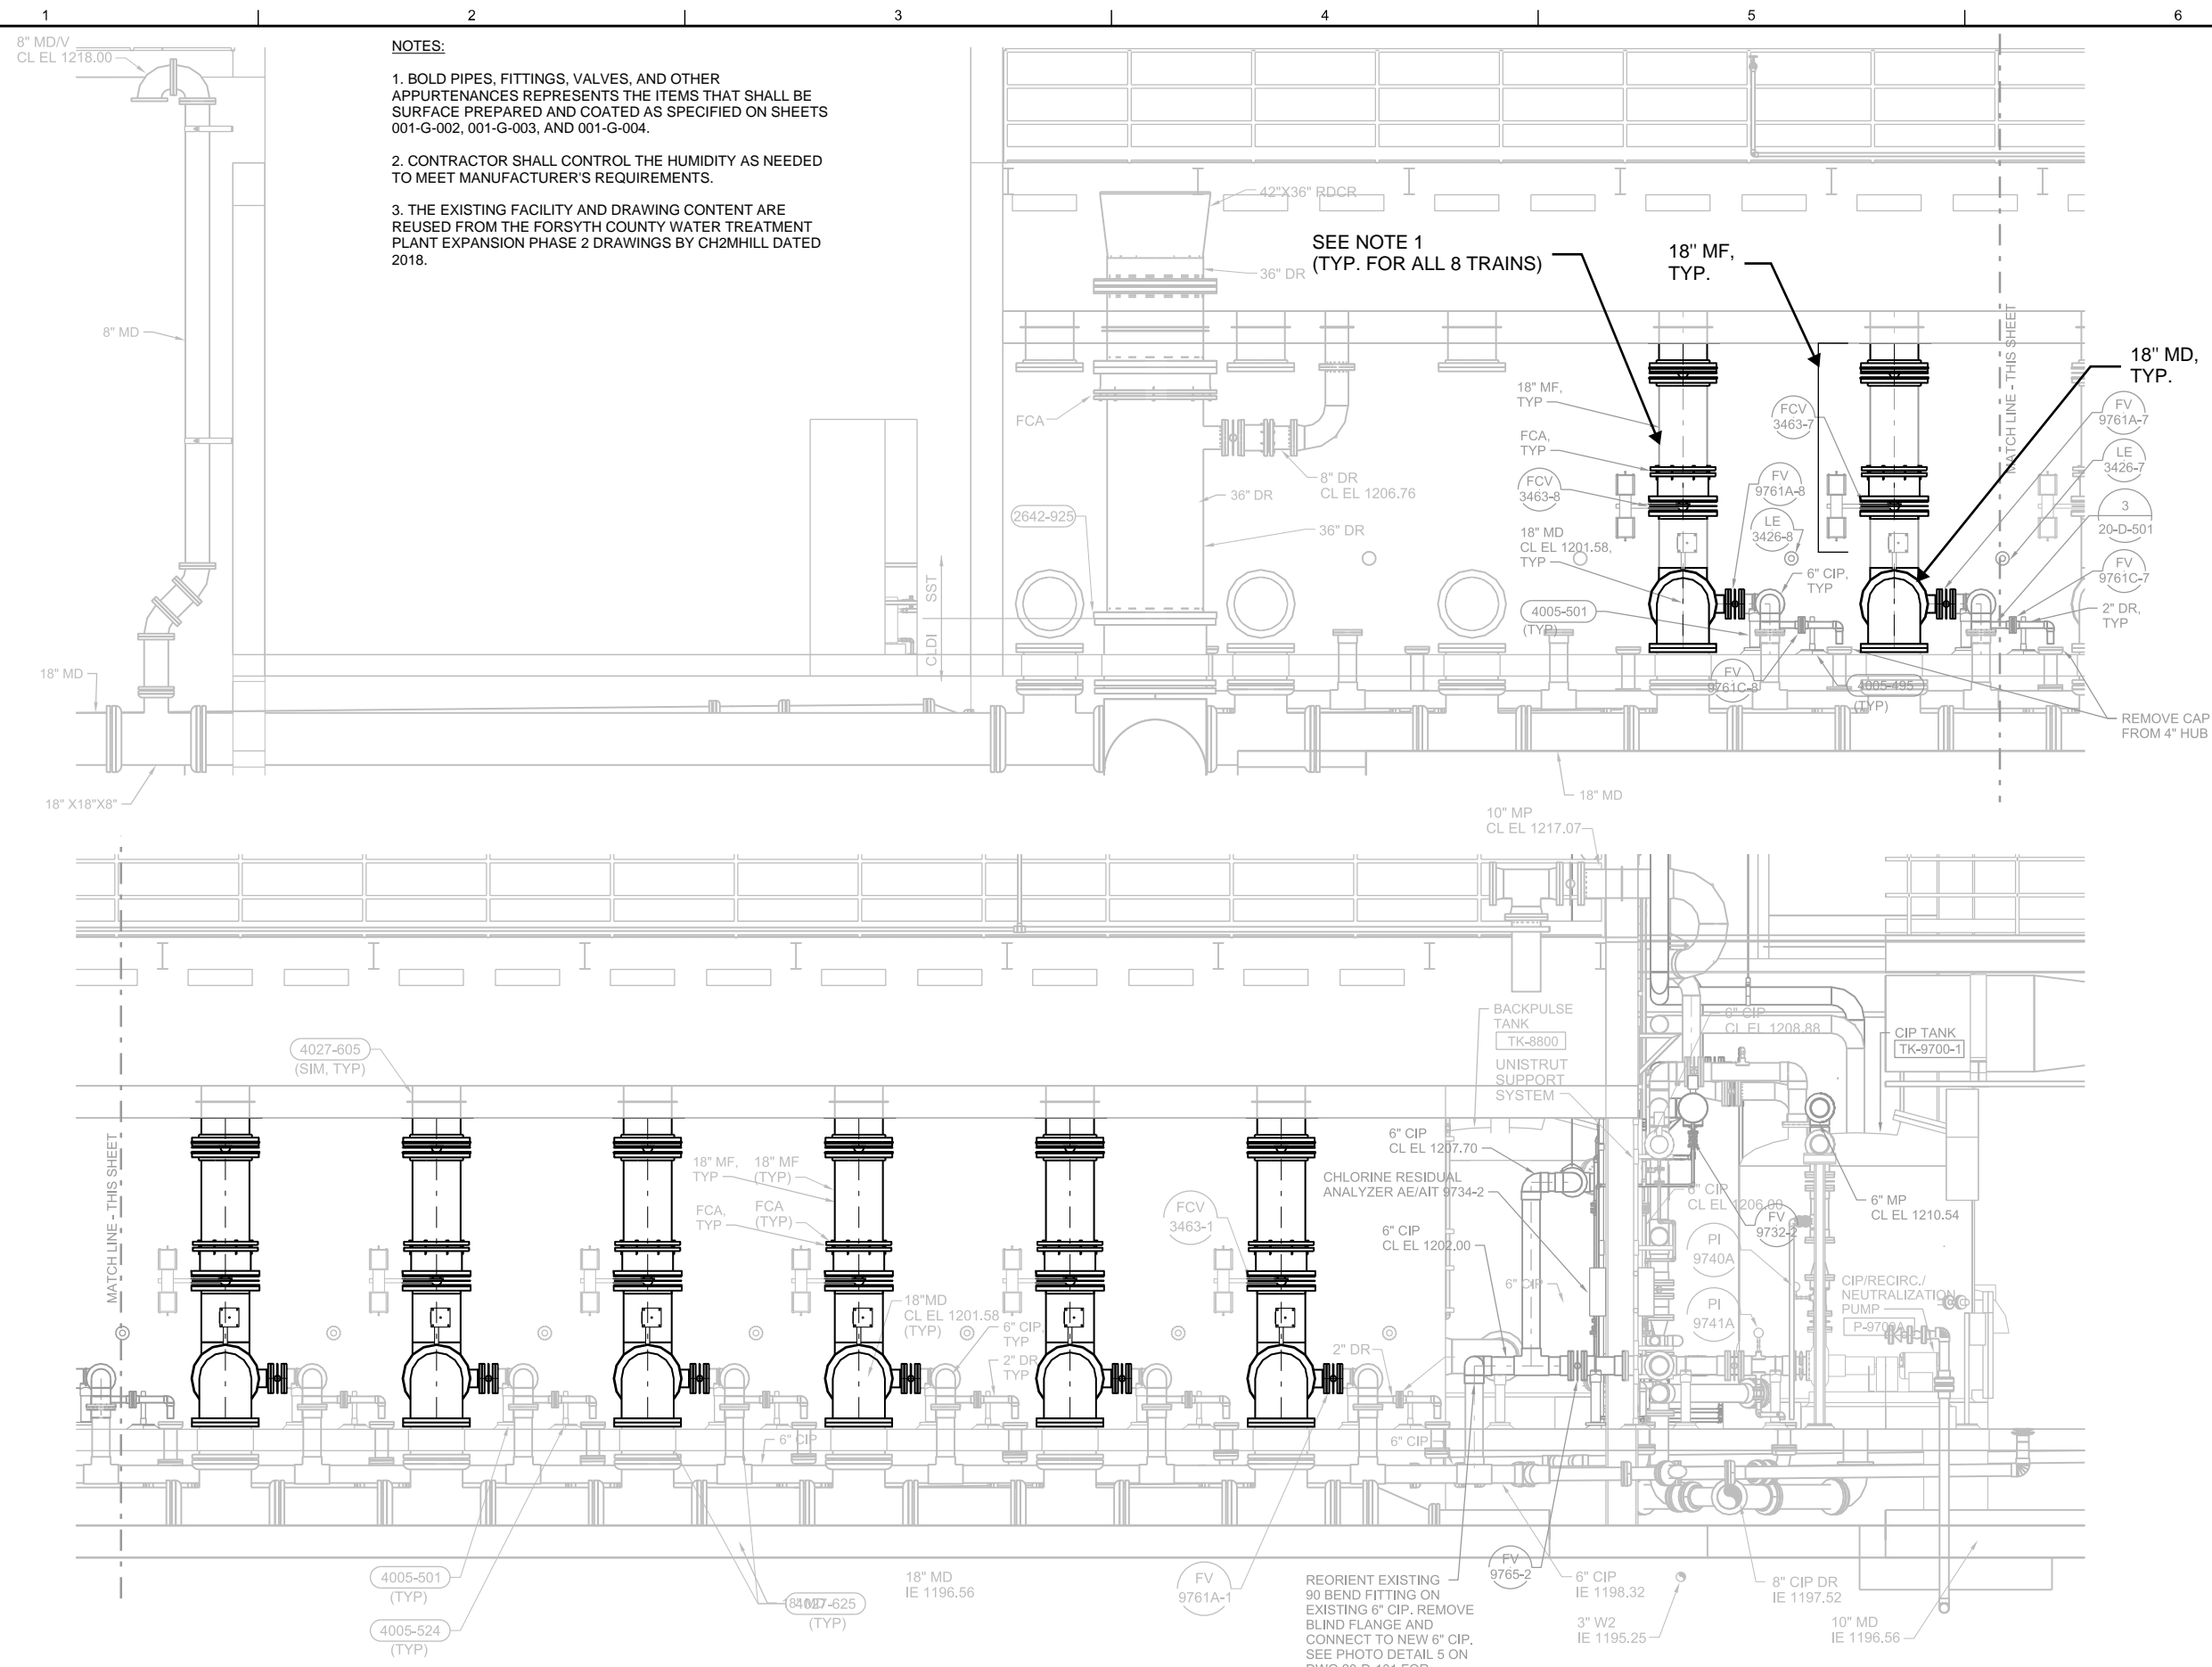 1 2 3 4 5 6
8" MD/V
CL EL 1218.00
NOTES:
1. BOLD PIPES, FITTINGS, VALVES, AND OTHER
APPURTENANCES REPRESENTS THE ITEMS THAT SHALL BE
SURFACE PREPARED AND COATED AS SPECIFIED ON SHEETS
001-G-002, 001-G-003, AND 001-G-004.
2. CONTRACTOR SHALL CONTROL THE HUMIDITY AS NEEDED
TO MEET MANUFACTURER'S REQUIREMENTS.
3. THE EXISTING FACILITY AND DRAWING CONTENT ARE
REUSED FROM THE FORSYTH COUNTY WATER TREATMENT
PLANT EXPANSION PHASE 2 DRAWINGS BY CH2MHILL DATED
2018.
42"X36" RDCR
SEE NOTE 1
(TYP. FOR ALL 8 TRAINS)
18" MF,
TYP.
36" DR
8" MD
18" MD,
TYP.
MATCH LINE - THIS SHEET
18" MF,
TYP
FCA
FCV
3463-7
FV
9761A-7
FCA,
TYP
LE
3426-7
8" DR
CL EL 1206.76
FCV
3463-8
FV
9761A-8
36" DR
3
20-D-501
2642-925
36" DR
18" MD
CL EL 1201.58,
TYP
LE
3426-8
FV
9761C-7
6" CIP,
TYP
SST
CLDI
4005-501
(TYP)
2" DR,
TYP
18" MD
FV
9761C-8
4005-495
(TYP)
REMOVE CAP
FROM 4" HUB
18" X18"X8"
18" MD
10" MP
CL EL 1217.07
BACKPULSE
TANK
TK-8800
6" CIP
CL EL 1208.88
CIP TANK
TK-9700-1
4027-605
(SIM, TYP)
UNISTRUT
SUPPORT
SYSTEM
MATCH LINE - THIS SHEET
6" CIP
CL EL 1207.70
18" MF,
TYP
18" MF
(TYP)
CHLORINE RESIDUAL
ANALYZER AE/AIT 9734-2
6" CIP
CL EL 1206.00
6" MP
CL EL 1210.54
FCA,
TYP
FCA
(TYP)
FCV
3463-1
FV
9732-2
6" CIP
CL EL 1202.00
PI
9740A
6" CIP
CIP/RECIRC./
NEUTRALIZATION
PUMP
P-9700A
18"MD
CL EL 1201.58
(TYP)
PI
9741A
6" CIP,
TYP
2" DR
TYP
2" DR
6" CIP
6" CIP
4005-501
(TYP)
18" MD
IE 1196.56
FV
9761A-1
FV
9765-2
6" CIP
IE 1198.32
8" CIP DR
IE 1197.52
18" MD
4027-625
(TYP)
4005-524
(TYP)
3" W2
IE 1195.25
10" MD
IE 1196.56
REORIENT EXISTING
90 BEND FITTING ON
EXISTING 6" CIP. REMOVE
BLIND FLANGE AND
CONNECT TO NEW 6" CIP.
SEE PHOTO DETAIL 5 ON